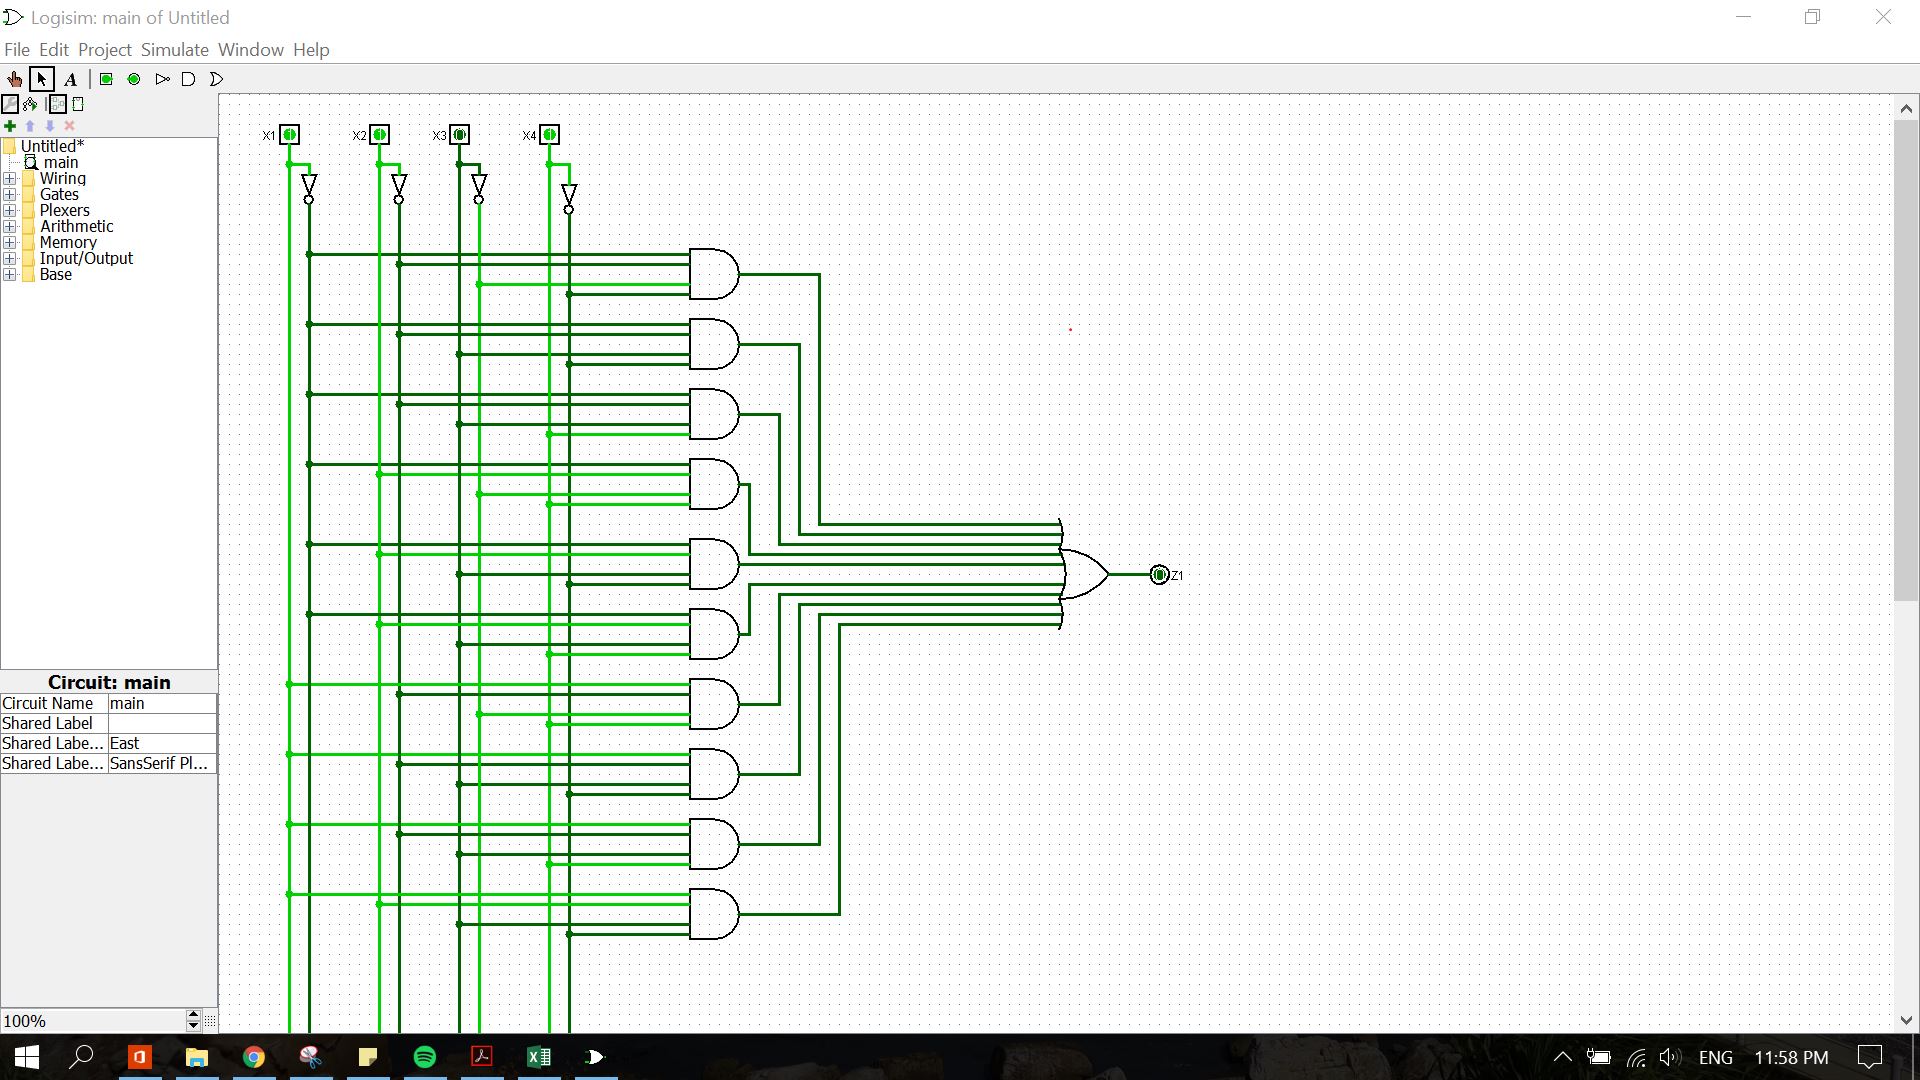 Logisim: main of Untitled
File Edit Project Simulate Window Help
A
Untitled*
main
Wiring
Gates
Plexers
Arithmetic
Memory
Input/Output
Base
Circuit: main
Circuit Name main
Shared Label
Shared Labe... East
Shared Labe... SansSerif Pl...
100%
X1 X2 X3 X4
Z1
ENG 11:58 PM